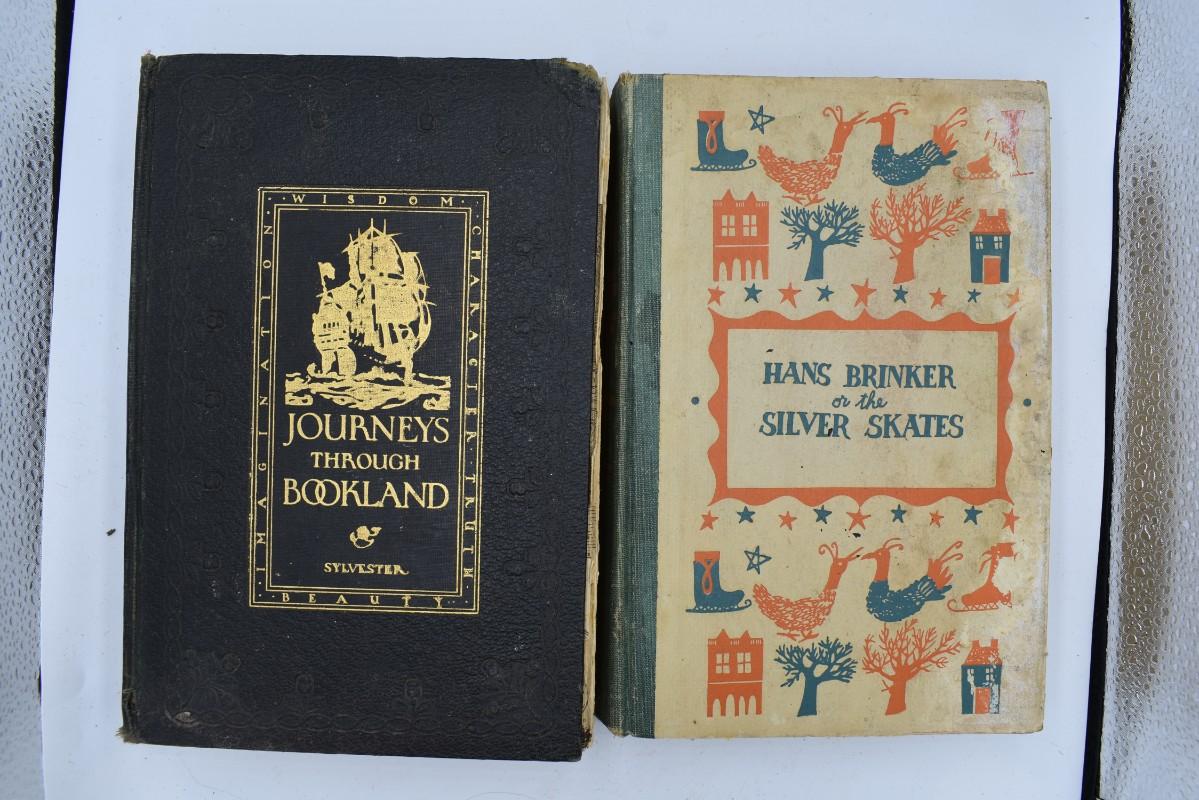 WISDOM
IMAGINATION
CHARACTER · TRUTH
JOURNEYS
THROUGH
BOOKLAND
SYLVESTER
BEAUTY
HANS BRINKER
or the
SILVER SKATES